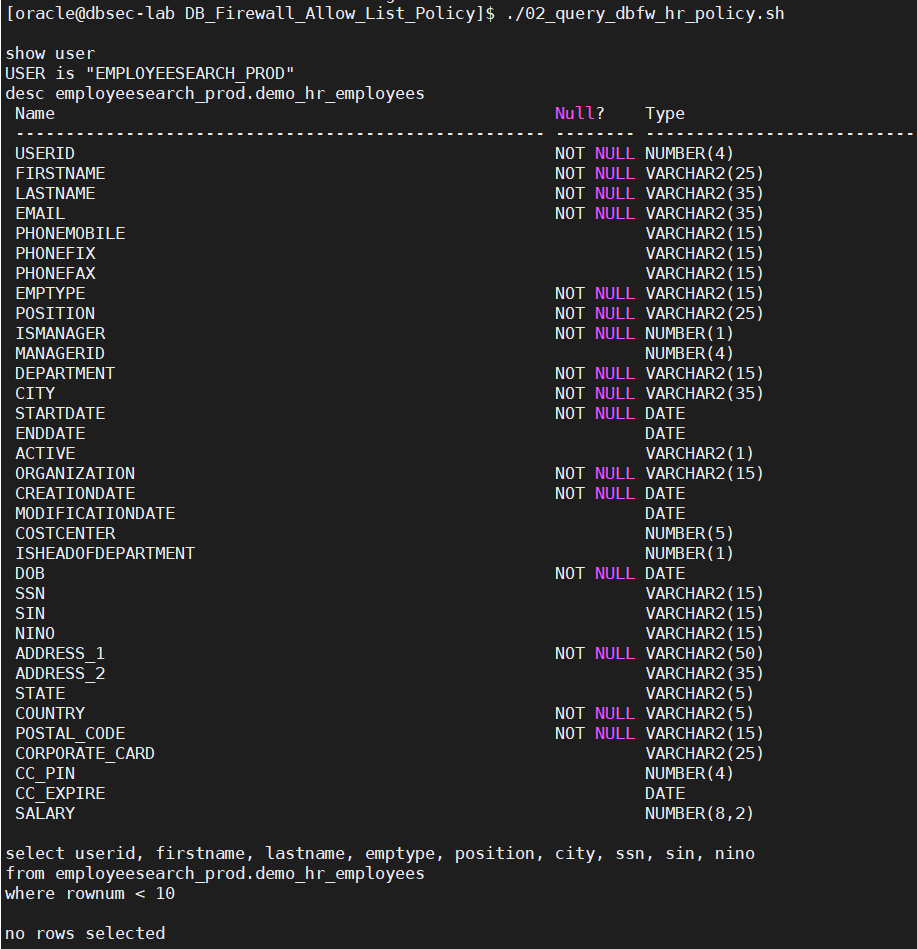 [oracle@dbsec-lab DB_Firewall_Allow_List_Policy]$ ./02_query_dbfw_hr_policy.sh
show user
USER is "EMPLOYEESEARCH_PROD"
desc employeesearch_prod.demo_hr_employees
Name Null? Type
----------------------------------------------------- -------- ---------------------------
USERID NOT NULL NUMBER(4)
FIRSTNAME NOT NULL VARCHAR2(25)
LASTNAME NOT NULL VARCHAR2(35)
EMAIL NOT NULL VARCHAR2(35)
PHONEMOBILE VARCHAR2(15)
PHONEFIX VARCHAR2(15)
PHONEFAX VARCHAR2(15)
EMPTYPE NOT NULL VARCHAR2(15)
POSITION NOT NULL VARCHAR2(25)
ISMANAGER NOT NULL NUMBER(1)
MANAGERID NUMBER(4)
DEPARTMENT NOT NULL VARCHAR2(15)
CITY NOT NULL VARCHAR2(35)
STARTDATE NOT NULL DATE
ENDDATE DATE
ACTIVE VARCHAR2(1)
ORGANIZATION NOT NULL VARCHAR2(15)
CREATIONDATE NOT NULL DATE
MODIFICATIONDATE DATE
COSTCENTER NUMBER(5)
ISHEADOFDEPARTMENT NUMBER(1)
DOB NOT NULL DATE
SSN VARCHAR2(15)
SIN VARCHAR2(15)
NINO VARCHAR2(15)
ADDRESS_1 NOT NULL VARCHAR2(50)
ADDRESS_2 VARCHAR2(35)
STATE VARCHAR2(5)
COUNTRY NOT NULL VARCHAR2(5)
POSTAL_CODE NOT NULL VARCHAR2(15)
CORPORATE_CARD VARCHAR2(25)
CC_PIN NUMBER(4)
CC_EXPIRE DATE
SALARY NUMBER(8,2)
select userid, firstname, lastname, emptype, position, city, ssn, sin, nino
from employeesearch_prod.demo_hr_employees
where rownum < 10
no rows selected